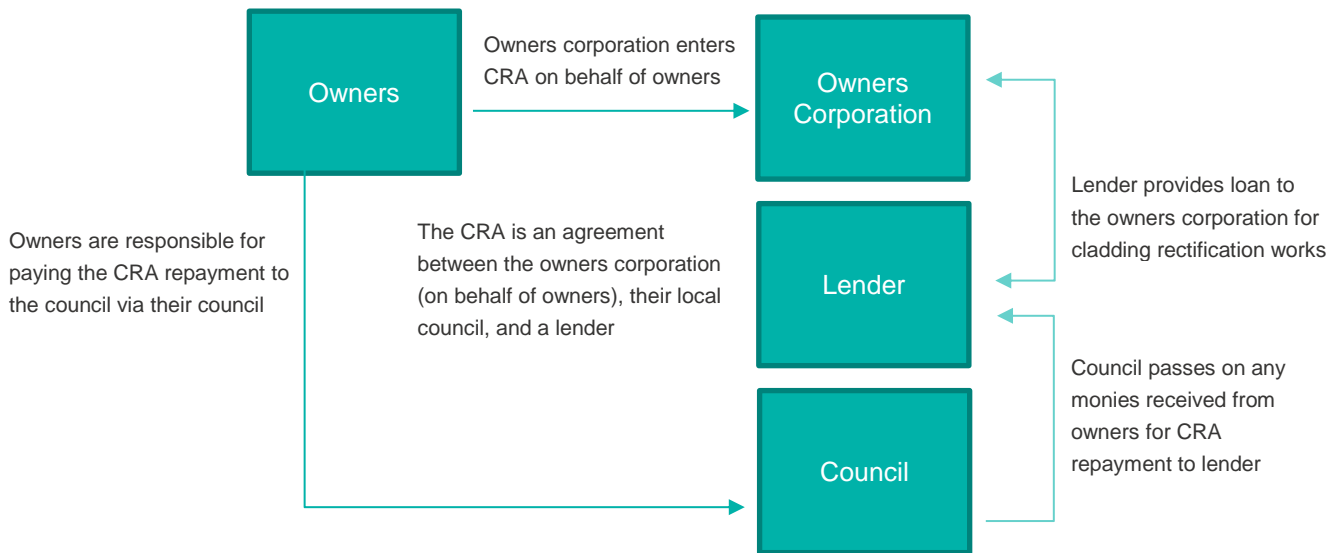 Owners
Owners corporation enters
CRA on behalf of owners
Owners
Corporation
Owners are responsible for
paying the CRA repayment to
the council via their council
The CRA is an agreement
between the owners corporation
(on behalf of owners), their local
council, and a lender
Lender
Lender provides loan to
the owners corporation for
cladding rectification works
Council
Council passes on any
monies received from
owners for CRA
repayment to lender